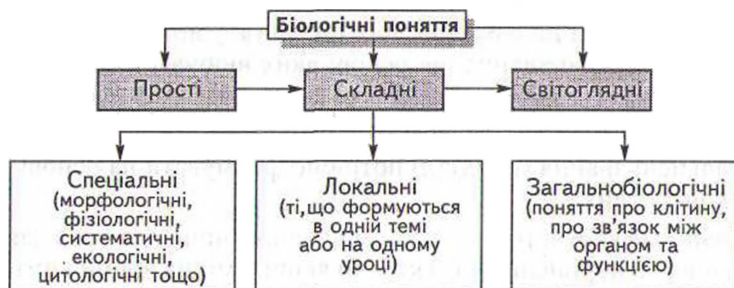 Біологічні поняття
Прості
Складні
Світоглядні
Спеціальні
(морфологічні,
фізіологічні,
систематичні,
екологічні,
цитологічні тощо)
Локальні
(ті, що формуються
в одній темі
або на одному
уроці)
Загальнобіологічні
(поняття про клітину,
про зв'язок між
органом та
функцією)